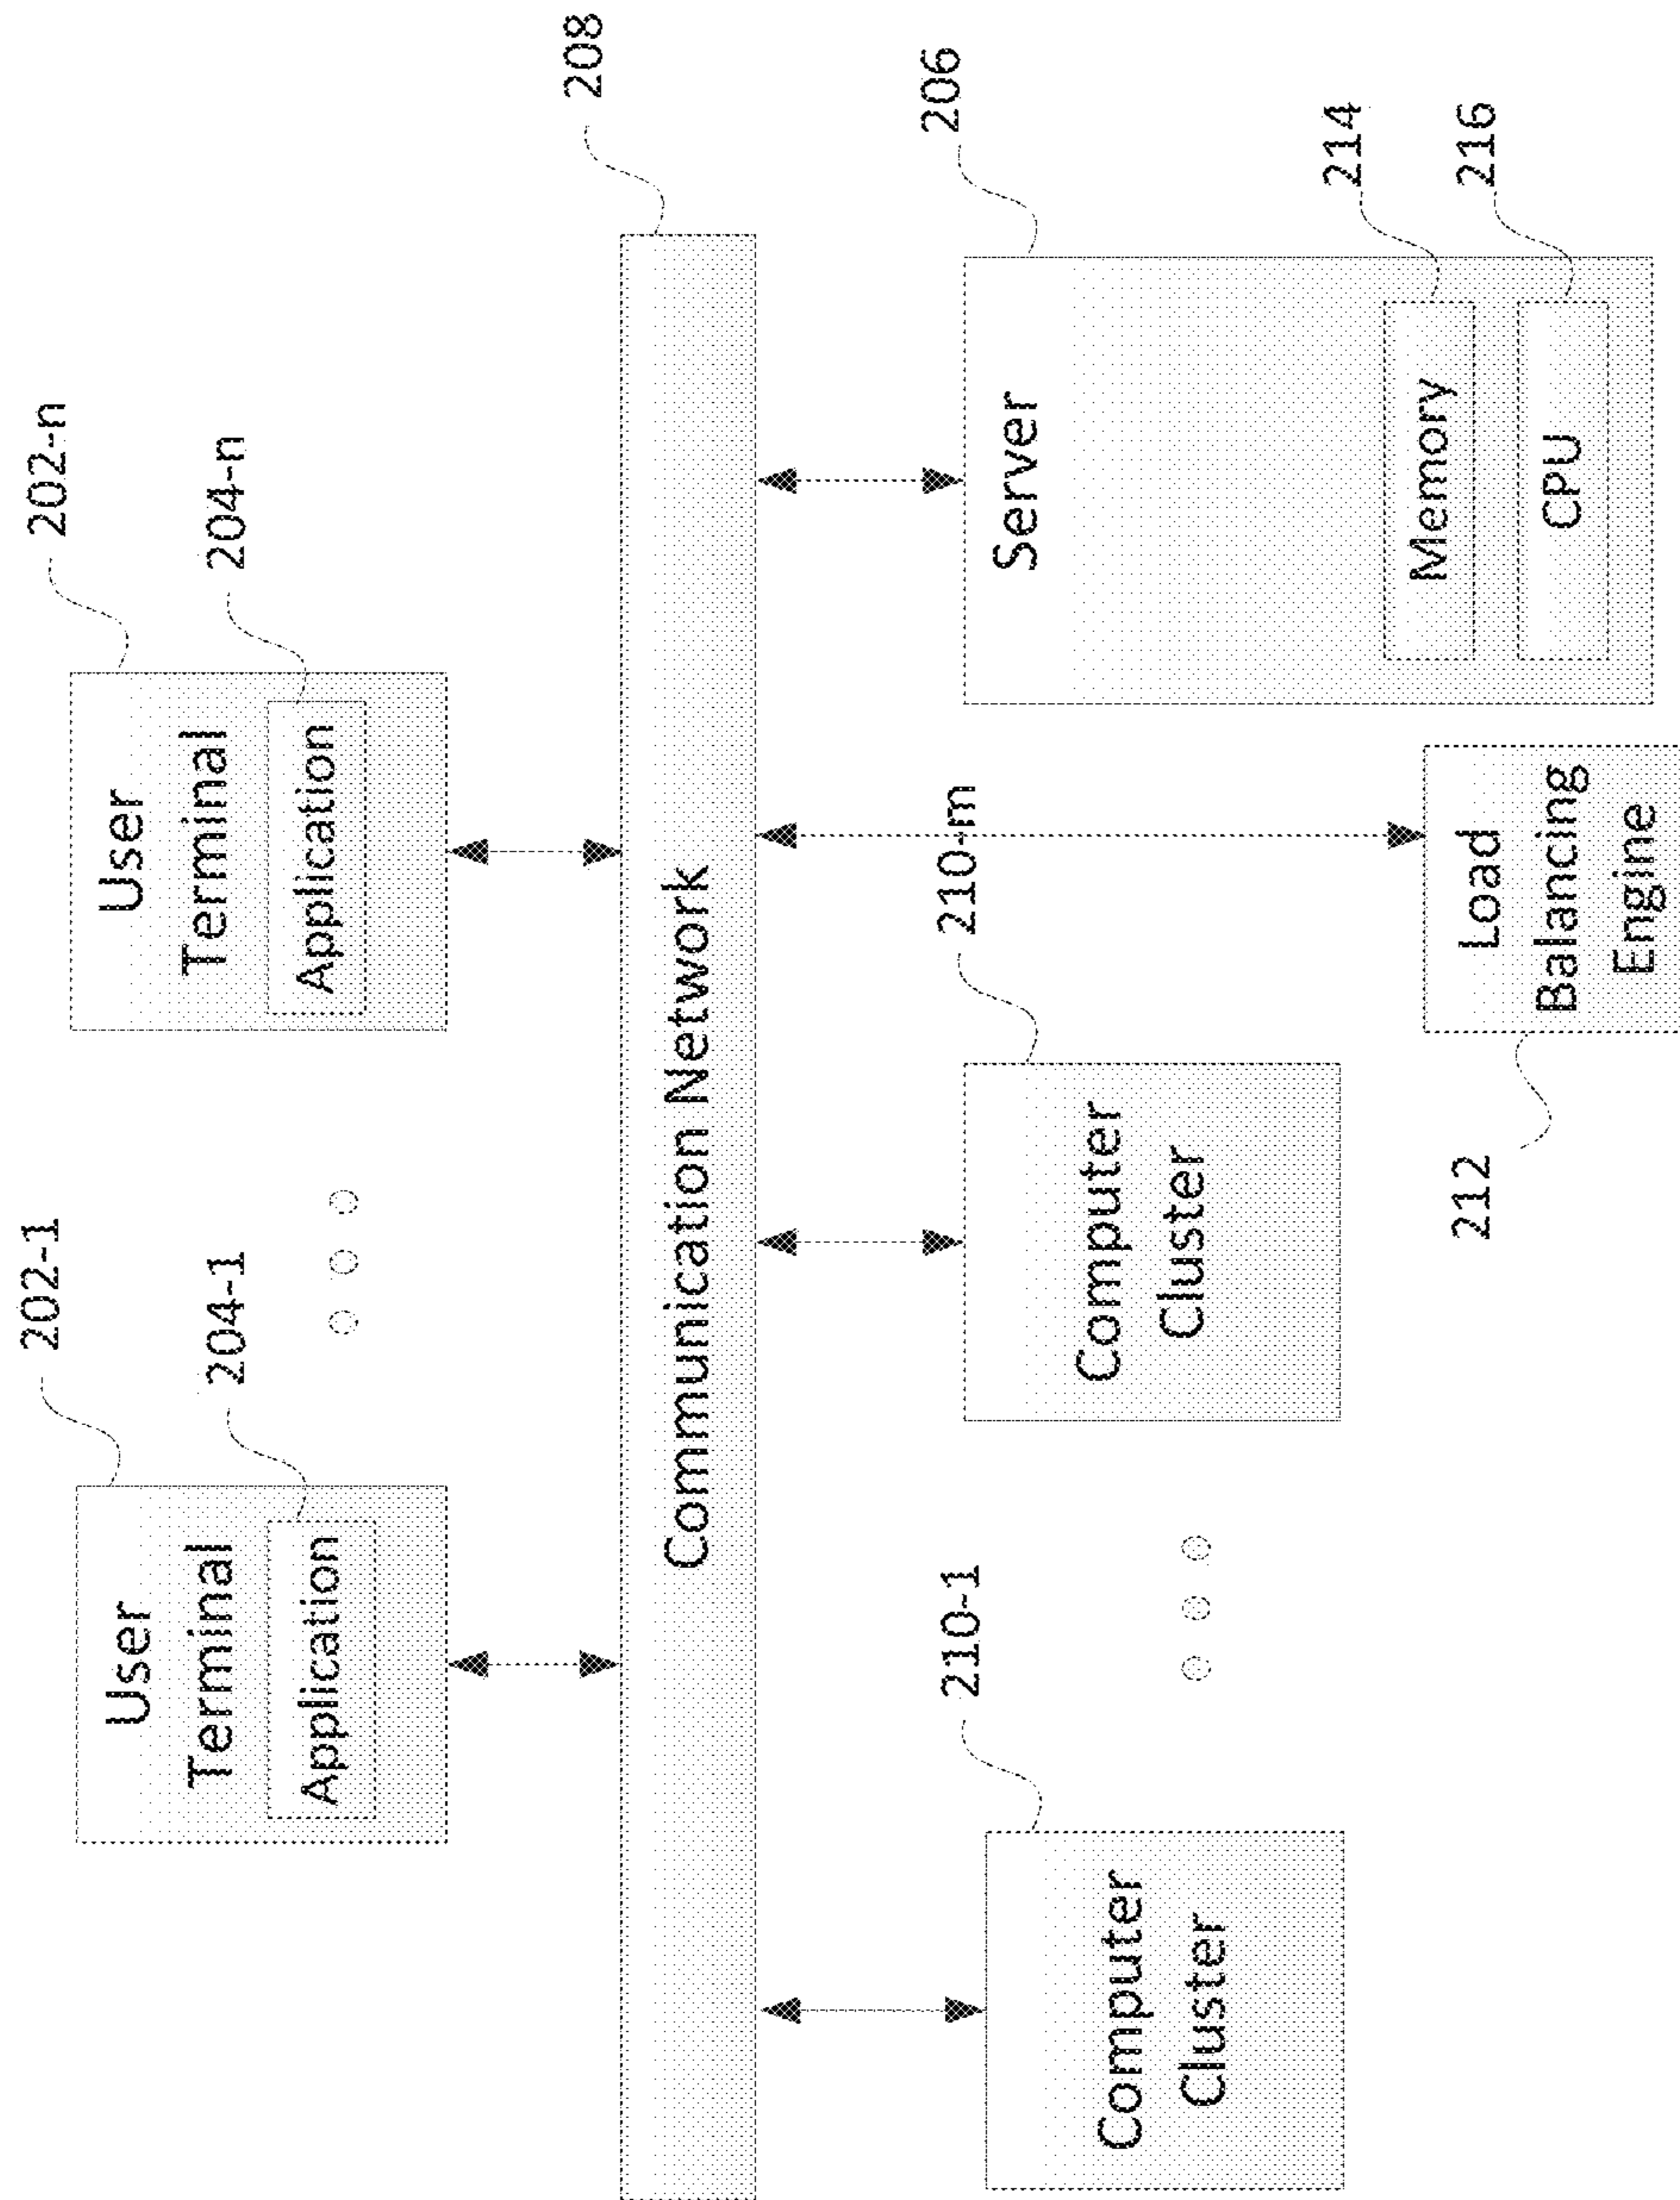 202-1
202-n
User
Terminal
204-1
Application
User
Terminal
204-n
Application
208
Communication Network
210-1
210-m
206
Computer
Cluster
Computer
Cluster
Server
214
Memory
216
CPU
212
Load
Balancing
Engine